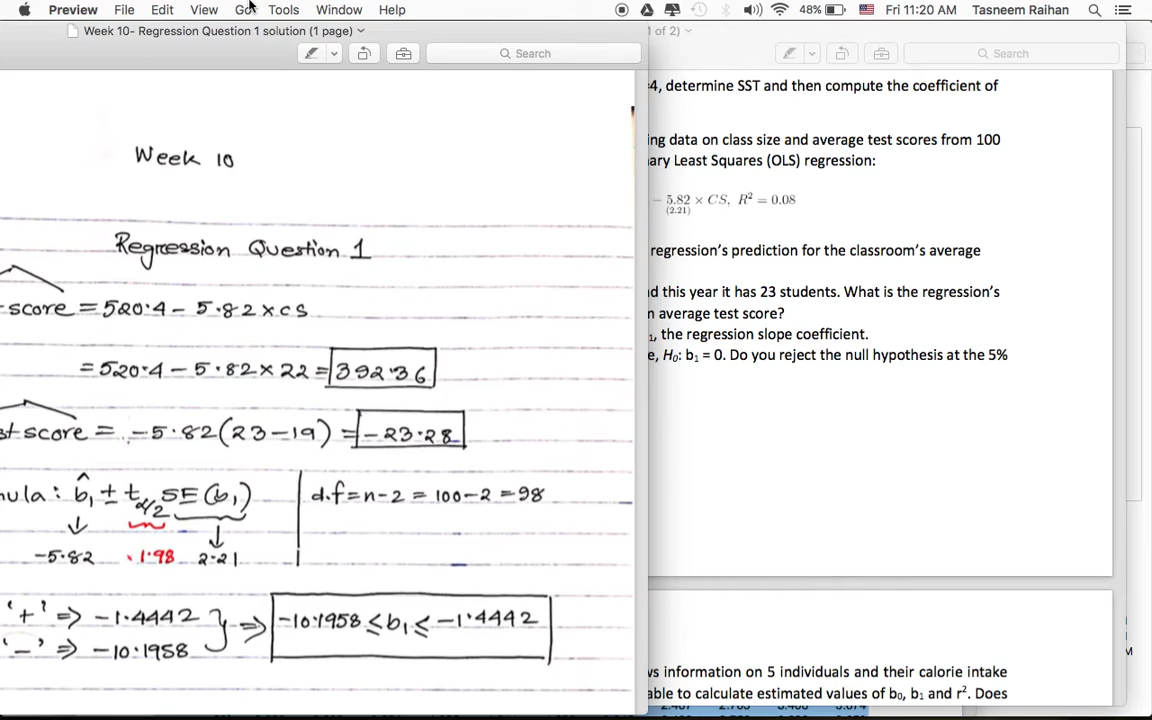 Preview File Edit View Go Tools Window Help 48% Fri 11:20 AM Tasneem Raihan
Week 10- Regression Question 1 solution (1 page)
Search
Week 10
Regression Question 1
score = 520.4 - 5.82 x CS
= 520.4 - 5.82 x 22 = 392.36
st score = -5.82 (23-19) = -23.28
nula: b̂₁ ± t α/2 SE(b₁)
d.f = n-2 = 100-2 = 98
-5.82 1.98 2.21
'+' => -1.4442
'-' => -10.1958
=> -10.1958 ≤ b₁ ≤ -1.4442
1 of 2)
Search
=4, determine SST and then compute the coefficient of
ing data on class size and average test scores from 100
ary Least Squares (OLS) regression:
- 5.82 × CS, R² = 0.08
(2.21)
regression's prediction for the classroom's average
d this year it has 23 students. What is the regression's
n average test score?
₁, the regression slope coefficient.
e, H₀: b₁ = 0. Do you reject the null hypothesis at the 5%
ws information on 5 individuals and their calorie intake
able to calculate estimated values of b₀, b₁ and r². Does